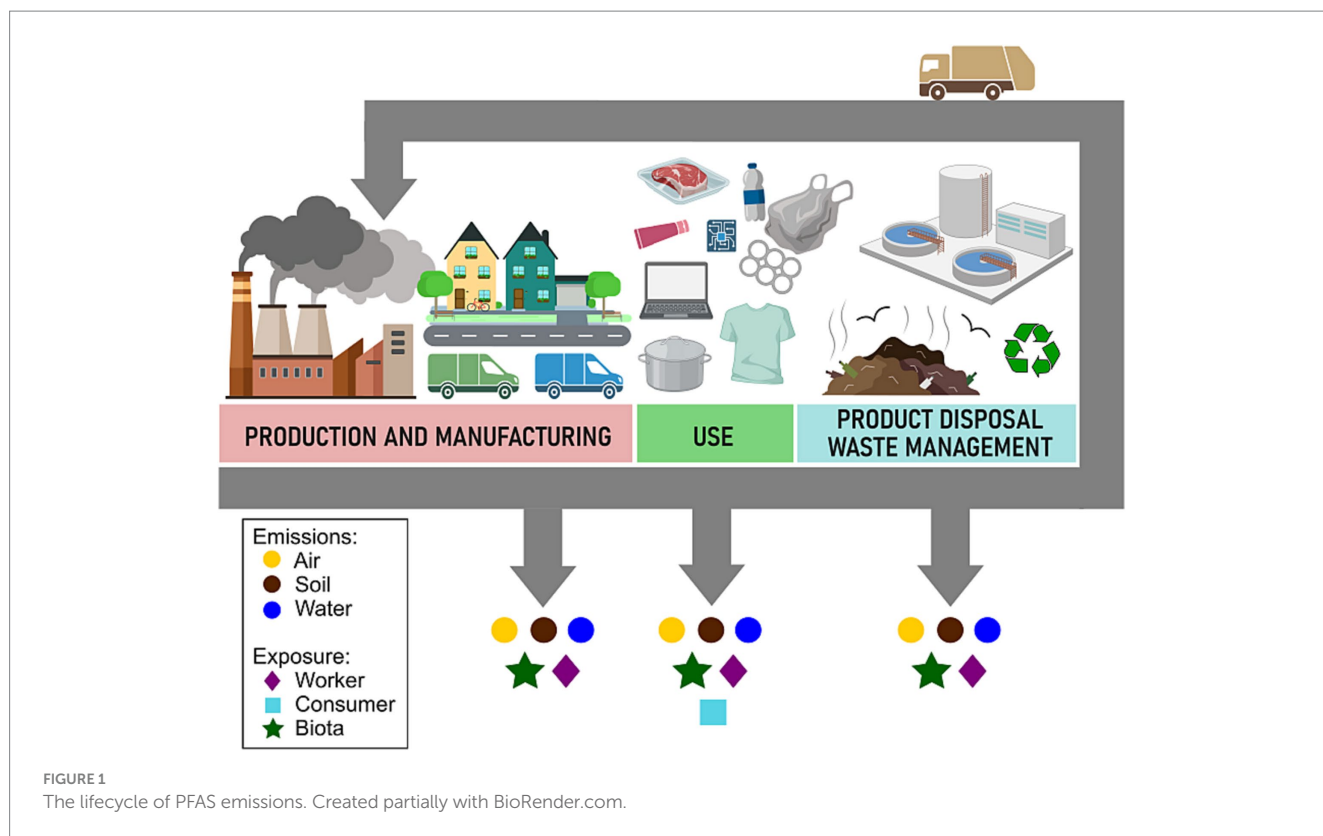 PRODUCTION AND MANUFACTURING
USE
PRODUCT DISPOSAL
WASTE MANAGEMENT
Emissions:
Air
Soil
Water
Exposure:
Worker
Consumer
Biota
FIGURE 1
The lifecycle of PFAS emissions. Created partially with BioRender.com.